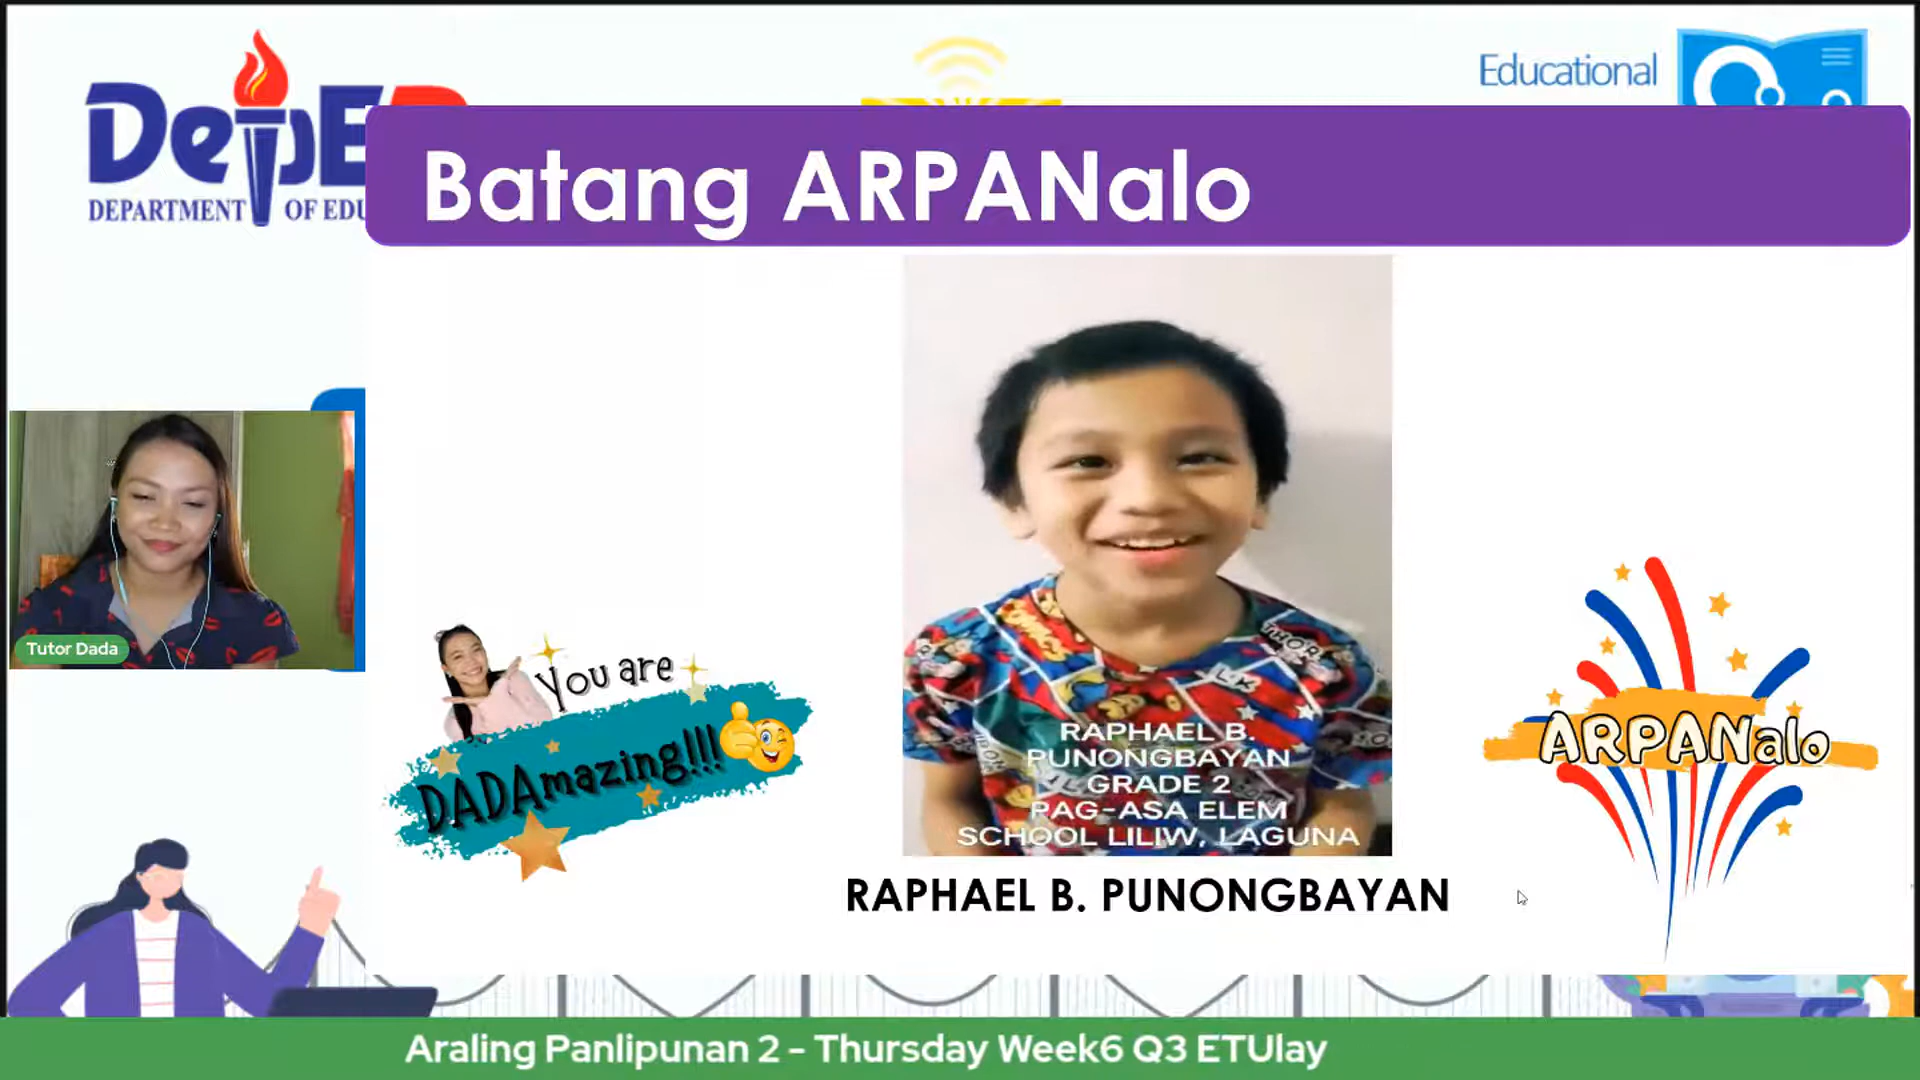 DepE
DEPARTMENT OF EDU
Educational
Batang ARPANalo
Tutor Dada
You are
DADAmazing!!!
RAPHAEL B.
PUNONGBAYAN
GRADE 2
PAG-ASA ELEM
SCHOOL LILIW, LAGUNA
ARPANalo
RAPHAEL B. PUNONGBAYAN
Araling Panlipunan 2 - Thursday Week6 Q3 ETUlay